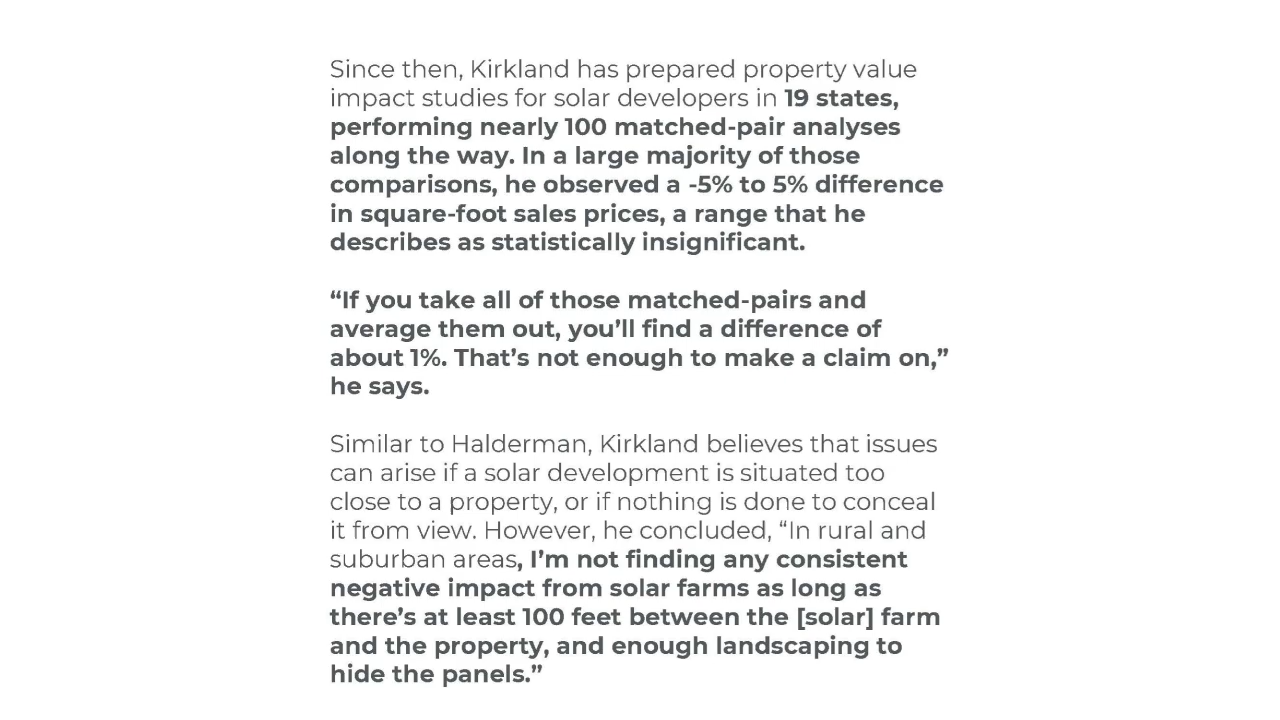 Since then, Kirkland has prepared property value
impact studies for solar developers in 19 states,
performing nearly 100 matched-pair analyses
along the way. In a large majority of those
comparisons, he observed a -5% to 5% difference
in square-foot sales prices, a range that he
describes as statistically insignificant.
“If you take all of those matched-pairs and
average them out, you’ll find a difference of
about 1%. That’s not enough to make a claim on,”
he says.
Similar to Halderman, Kirkland believes that issues
can arise if a solar development is situated too
close to a property, or if nothing is done to conceal
it from view. However, he concluded, “In rural and
suburban areas, I’m not finding any consistent
negative impact from solar farms as long as
there’s at least 100 feet between the [solar] farm
and the property, and enough landscaping to
hide the panels.”